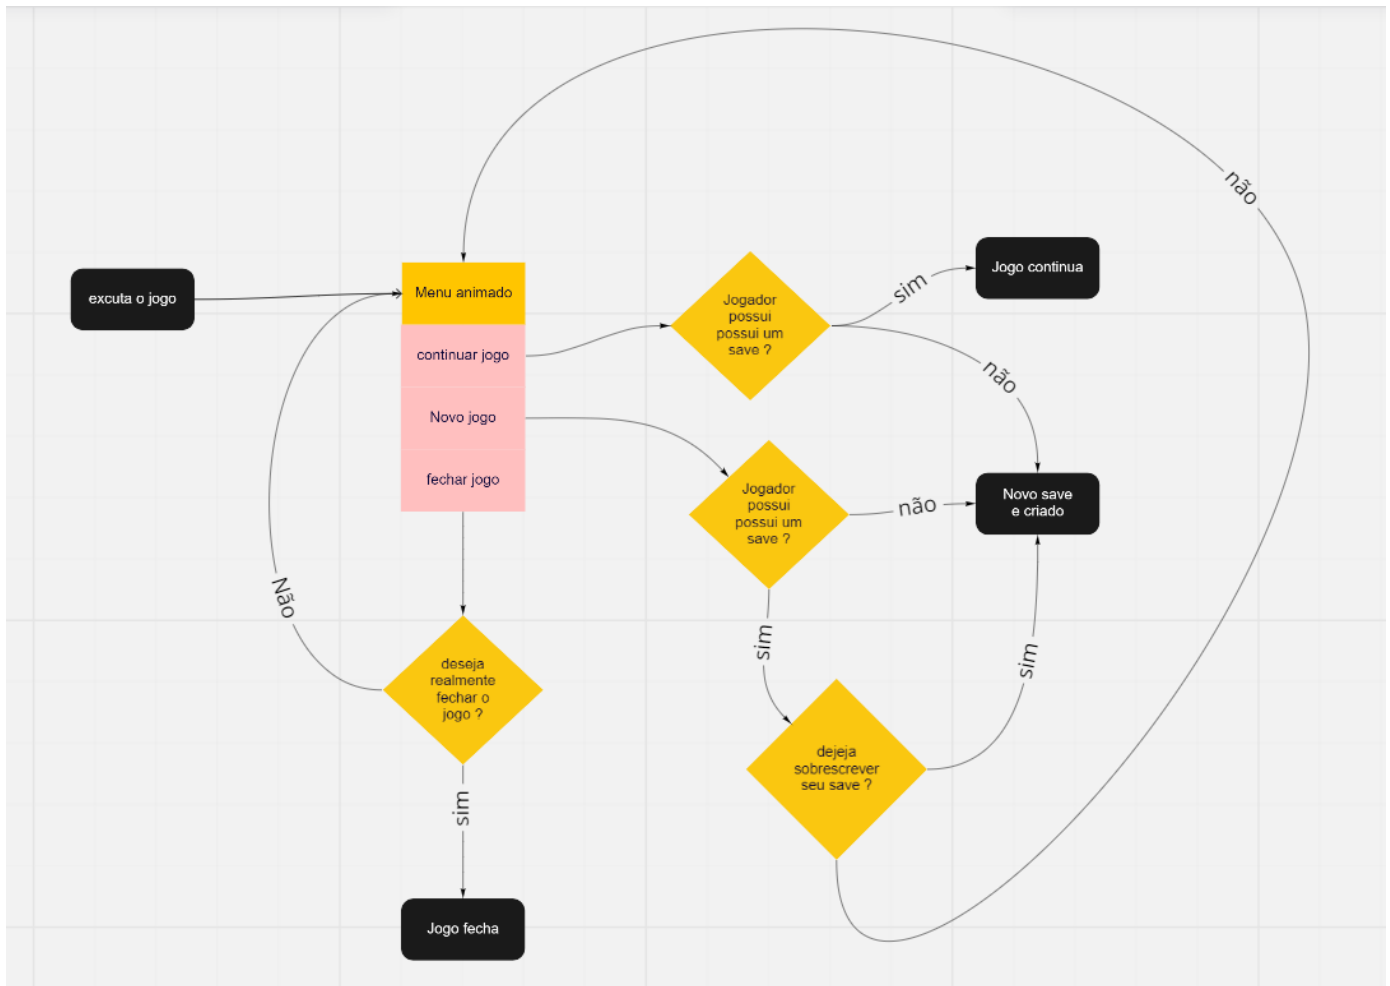 não
excuta o jogo
Menu animado
continuar jogo
Novo jogo
fechar jogo
Jogador
possui
possui um
save ?
sim
Jogo continua
não
Jogador
possui
possui um
save ?
não
Novo save
e criado
sim
sim
dejeja
sobrescrever
seu save ?
Não
deseja
realmente
fechar o
jogo ?
sim
Jogo fecha